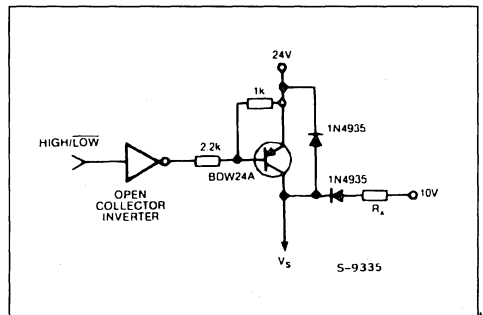 24V
1k
HIGH/LOW
2.2k
1N4935
BDW24A
1N4935
OPEN
COLLECTOR
INVERTER
10V
RA
VS
S-9335